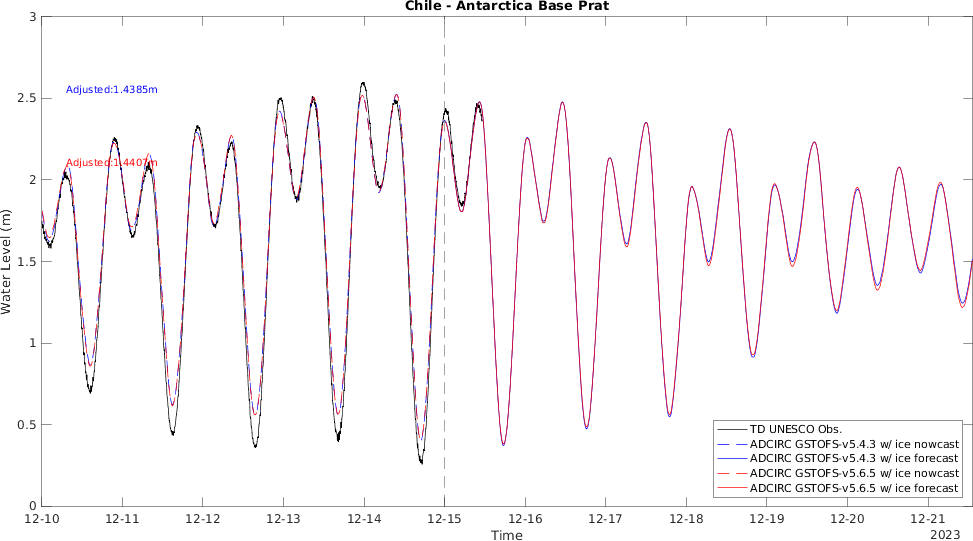 Chile - Antarctica Base Prat
3
2.5
2
1.5
1
0.5
0
Water Level (m)
Adjusted:1.4385m
Adjusted:1.4407m
TD UNESCO Obs.
ADCIRC GSTOFS-v5.4.3 w/ ice nowcast
ADCIRC GSTOFS-v5.4.3 w/ ice forecast
ADCIRC GSTOFS-v5.6.5 w/ ice nowcast
ADCIRC GSTOFS-v5.6.5 w/ ice forecast
12-10 12-11 12-12 12-13 12-14 12-15 12-16 12-17 12-18 12-19 12-20 12-21
Time
2023